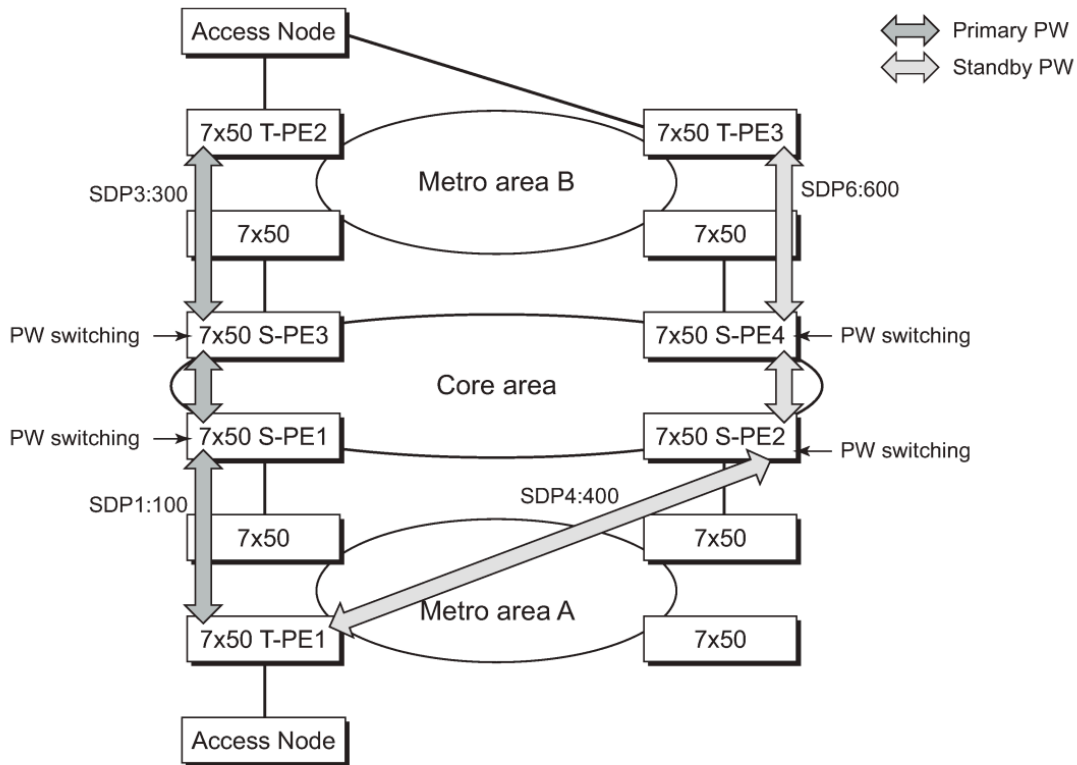 Access Node
Primary PW
Standby PW
7x50 T-PE2
7x50 T-PE3
Metro area B
SDP3:300
SDP6:600
7x50
7x50
PW switching
7x50 S-PE3
7x50 S-PE4
PW switching
Core area
PW switching
7x50 S-PE1
7x50 S-PE2
PW switching
SDP1:100
SDP4:400
7x50
7x50
Metro area A
7x50 T-PE1
7x50
Access Node